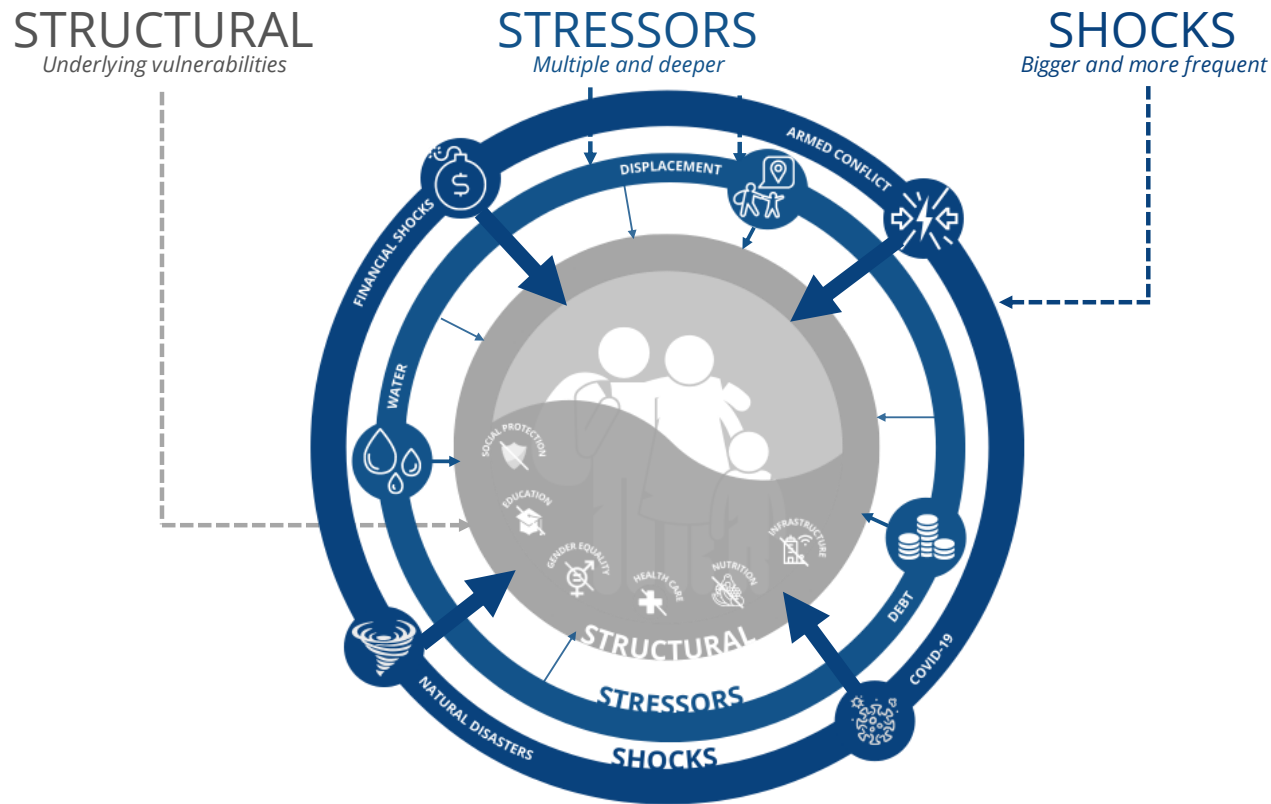 STRUCTURAL
Underlying vulnerabilities
STRESSORS
Multiple and deeper
SHOCKS
Bigger and more frequent
ARMED CONFLICT
DISPLACEMENT
$
FINANCIAL SHOCKS
WATER
SOCIAL PROTECTION
EDUCATION
GENDER EQUALITY
HEALTH CARE
NUTRITION
INFRASTRUCTURE
DEBT
COVID-19
NATURAL DISASTERS
STRUCTURAL
STRESSORS
SHOCKS